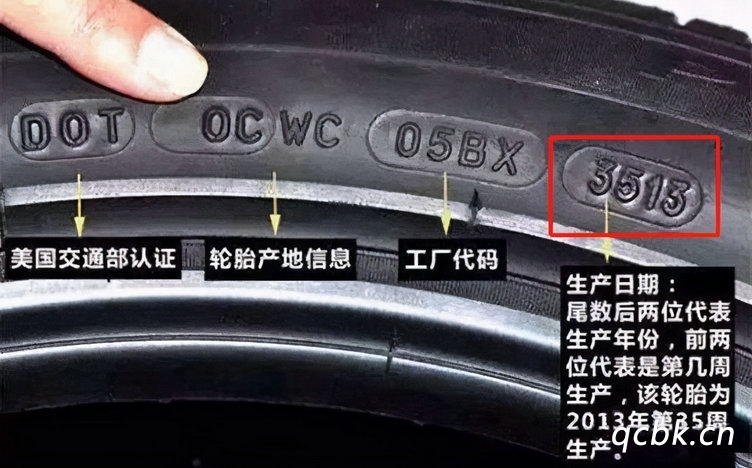 DOT OCWC 05BX 3513
美国交通部认证 轮胎产地信息 工厂代码
生产日期：
尾数后两位代表
生产年份，前两
位代表是第几周
生产，该轮胎为
2013年第35周
生产。
qcbk.cn